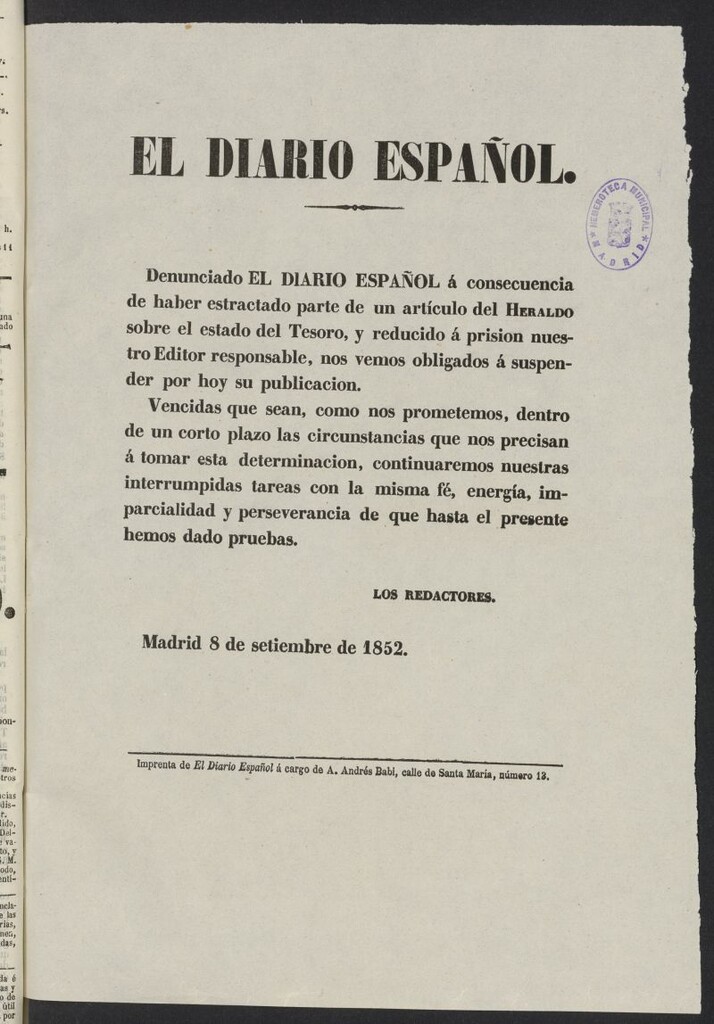 EL DIARIO ESPAÑOL.
HEMEROTECA MUNICIPAL
MADRID
Denunciado EL DIARIO ESPAÑOL á consecuencia
de haber estractado parte de un artículo del HERALDO
sobre el estado del Tesoro, y reducido á prision nues-
tro Editor responsable, nos vemos obligados á suspen-
der por hoy su publicacion.
Vencidas que sean, como nos prometemos, dentro
de un corto plazo las circunstancias que nos precisan
á tomar esta determinacion, continuaremos nuestras
interrumpidas tareas con la misma fé, energía, im-
parcialidad y perseverancia de que hasta el presente
hemos dado pruebas.
LOS REDACTORES.
Madrid 8 de setiembre de 1852.
Imprenta de El Diario Español á cargo de A. Andrés Babi, calle de Santa María, número 13.